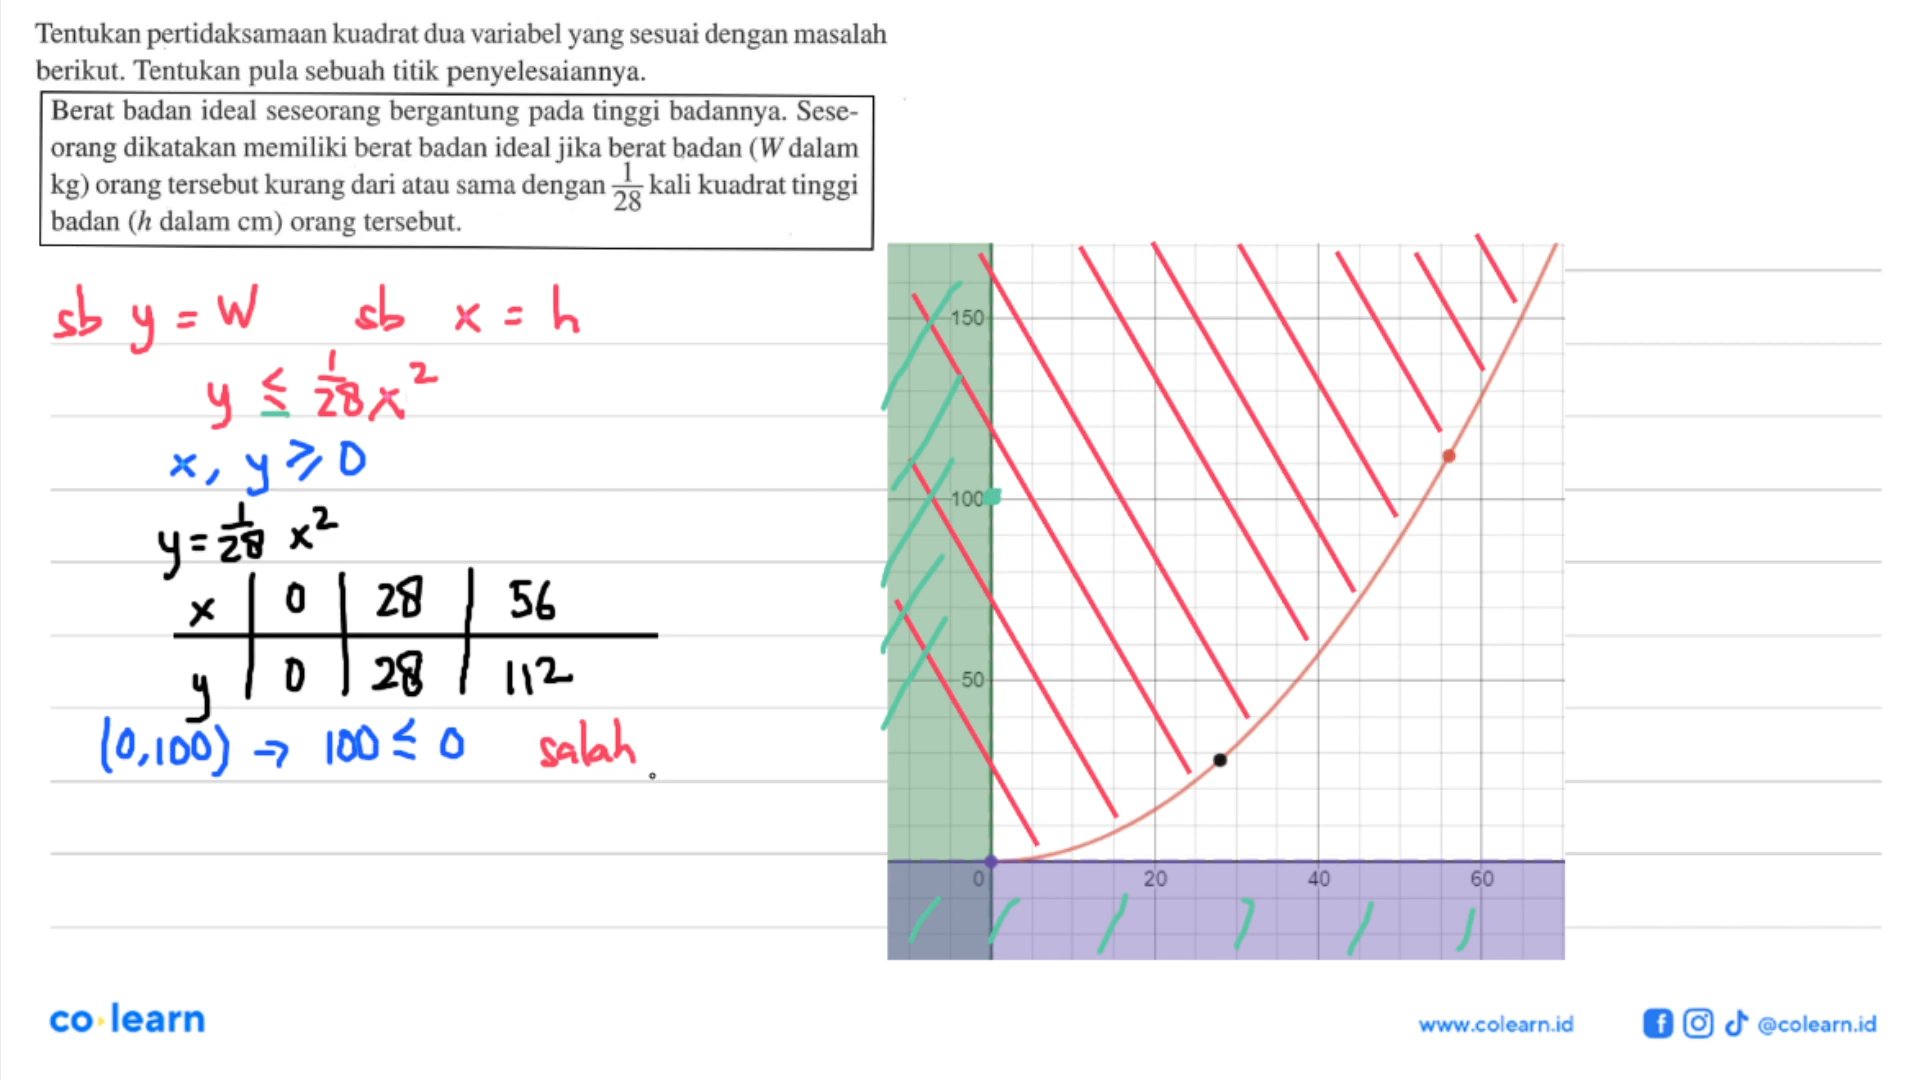 Tentukan pertidaksamaan kuadrat dua variabel yang sesuai dengan masalah
berikut. Tentukan pula sebuah titik penyelesaiannya.
Berat badan ideal seseorang bergantung pada tinggi badannya. Sese-
orang dikatakan memiliki berat badan ideal jika berat badan (W dalam
kg) orang tersebut kurang dari atau sama dengan 1/28 kali kuadrat tinggi
badan (h dalam cm) orang tersebut.
sb y = W sb x = h
y ≤ 1/28 x²
x, y ≥ 0
y = 1/28 x²
x | 0 | 28 | 56
y | 0 | 28 | 112
(0,100) → 100 ≤ 0 salah
150
100
50
0 20 40 60
co learn
www.colearn.id @colearn.id